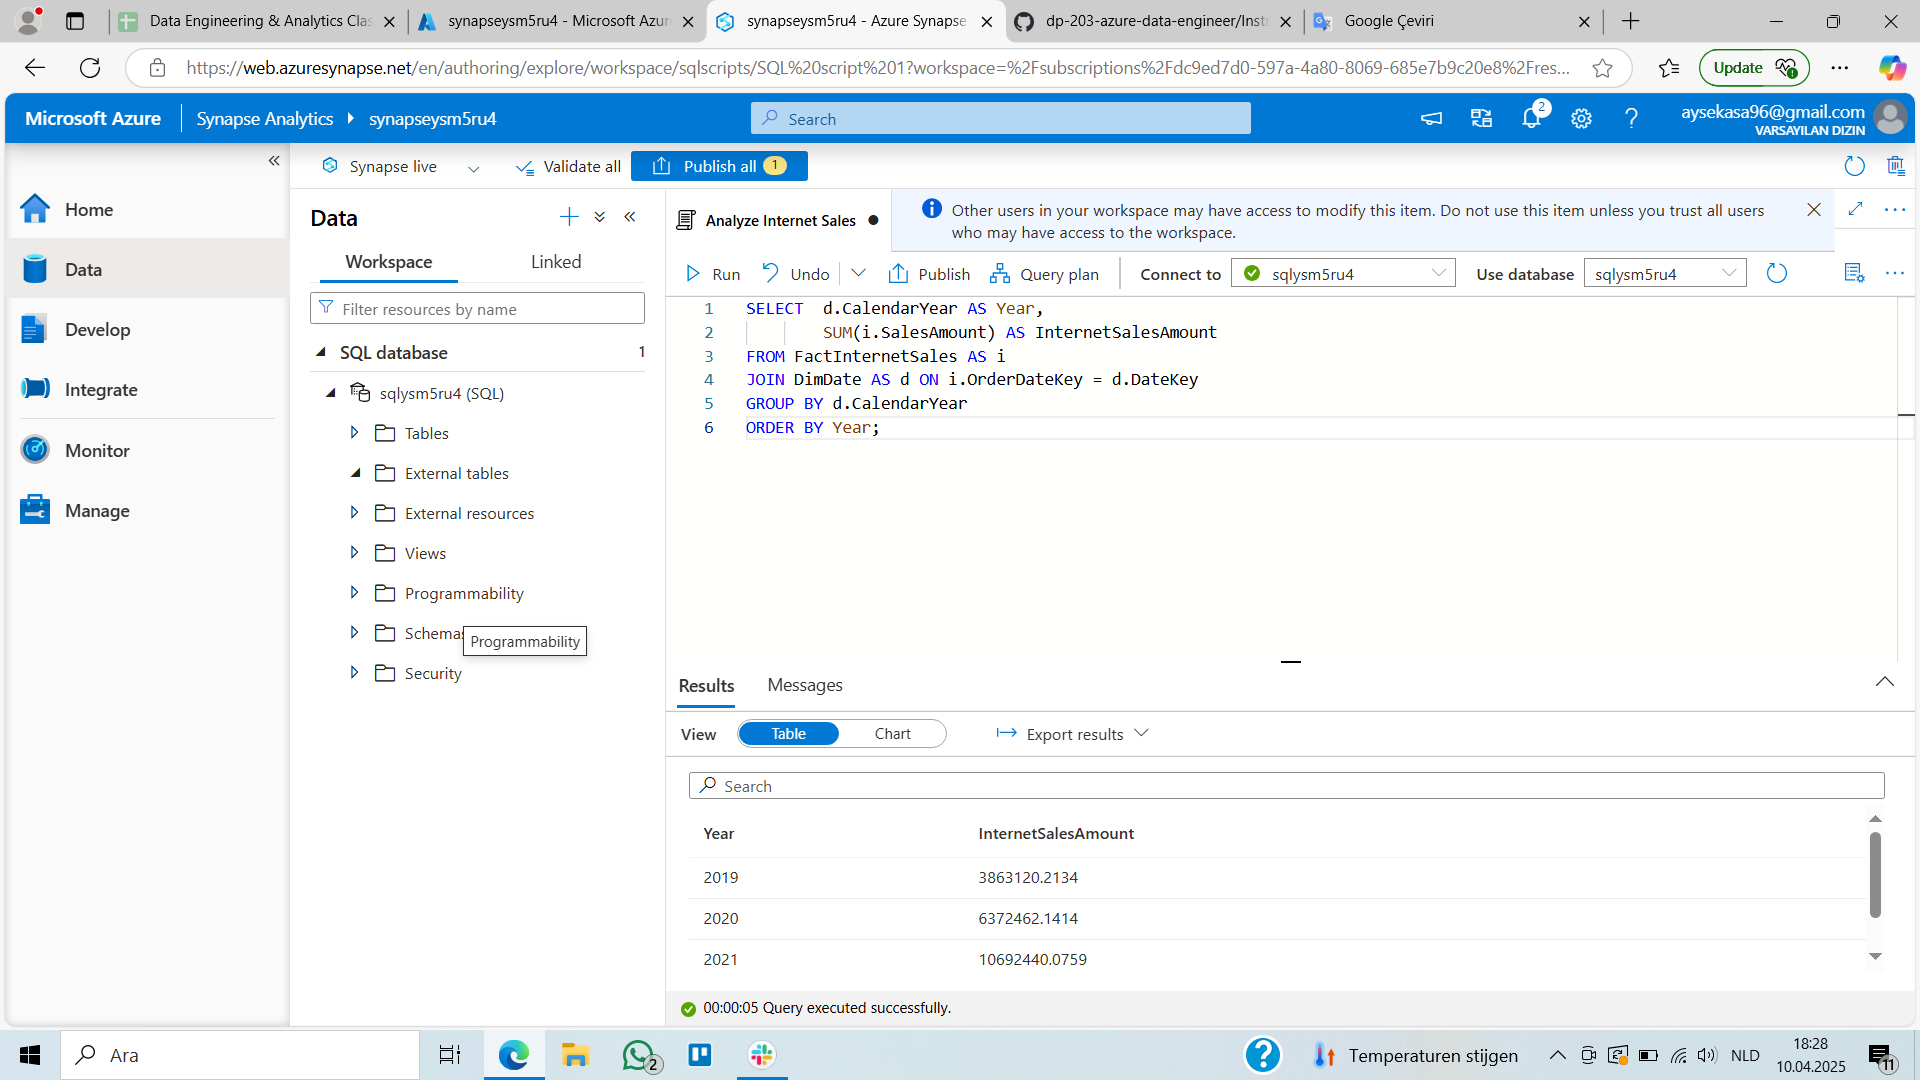 Data Engineering & Analytics Clas
synapseysm5ru4 - Microsoft Azur
synapseysm5ru4 - Azure Synapse
dp-203-azure-data-engineer/Instr
Google Çeviri
https://web.azuresynapse.net/en/authoring/explore/workspace/sqlscripts/SQL%20script%201?workspace=%2Fsubscriptions%2Fdc9ed7d0-597a-4a80-8069-685e7b9c20e8%2Fres...
Update
Microsoft Azure
Synapse Analytics
synapseysm5ru4
Search
2
aysekasa96@gmail.com
VARSAYILAN DIZIN
Synapse live
Validate all
Publish all 1
Home
Data
Develop
Integrate
Monitor
Manage
Data
Workspace
Linked
Filter resources by name
SQL database 1
sqlysm5ru4 (SQL)
Tables
External tables
External resources
Views
Programmability
Schemas
Programmability
Security
Analyze Internet Sales
Other users in your workspace may have access to modify this item. Do not use this item unless you trust all users
who may have access to the workspace.
Run
Undo
Publish
Query plan
Connect to
sqlysm5ru4
Use database
sqlysm5ru4
1 SELECT d.CalendarYear AS Year,
2 SUM(i.SalesAmount) AS InternetSalesAmount
3 FROM FactInternetSales AS i
4 JOIN DimDate AS d ON i.OrderDateKey = d.DateKey
5 GROUP BY d.CalendarYear
6 ORDER BY Year;
Results
Messages
View
Table
Chart
Export results
Search
Year InternetSalesAmount
2019 3863120.2134
2020 6372462.1414
2021 10692440.0759
00:00:05 Query executed successfully.
Ara
2
Temperaturen stijgen
NLD
18:28
10.04.2025
11